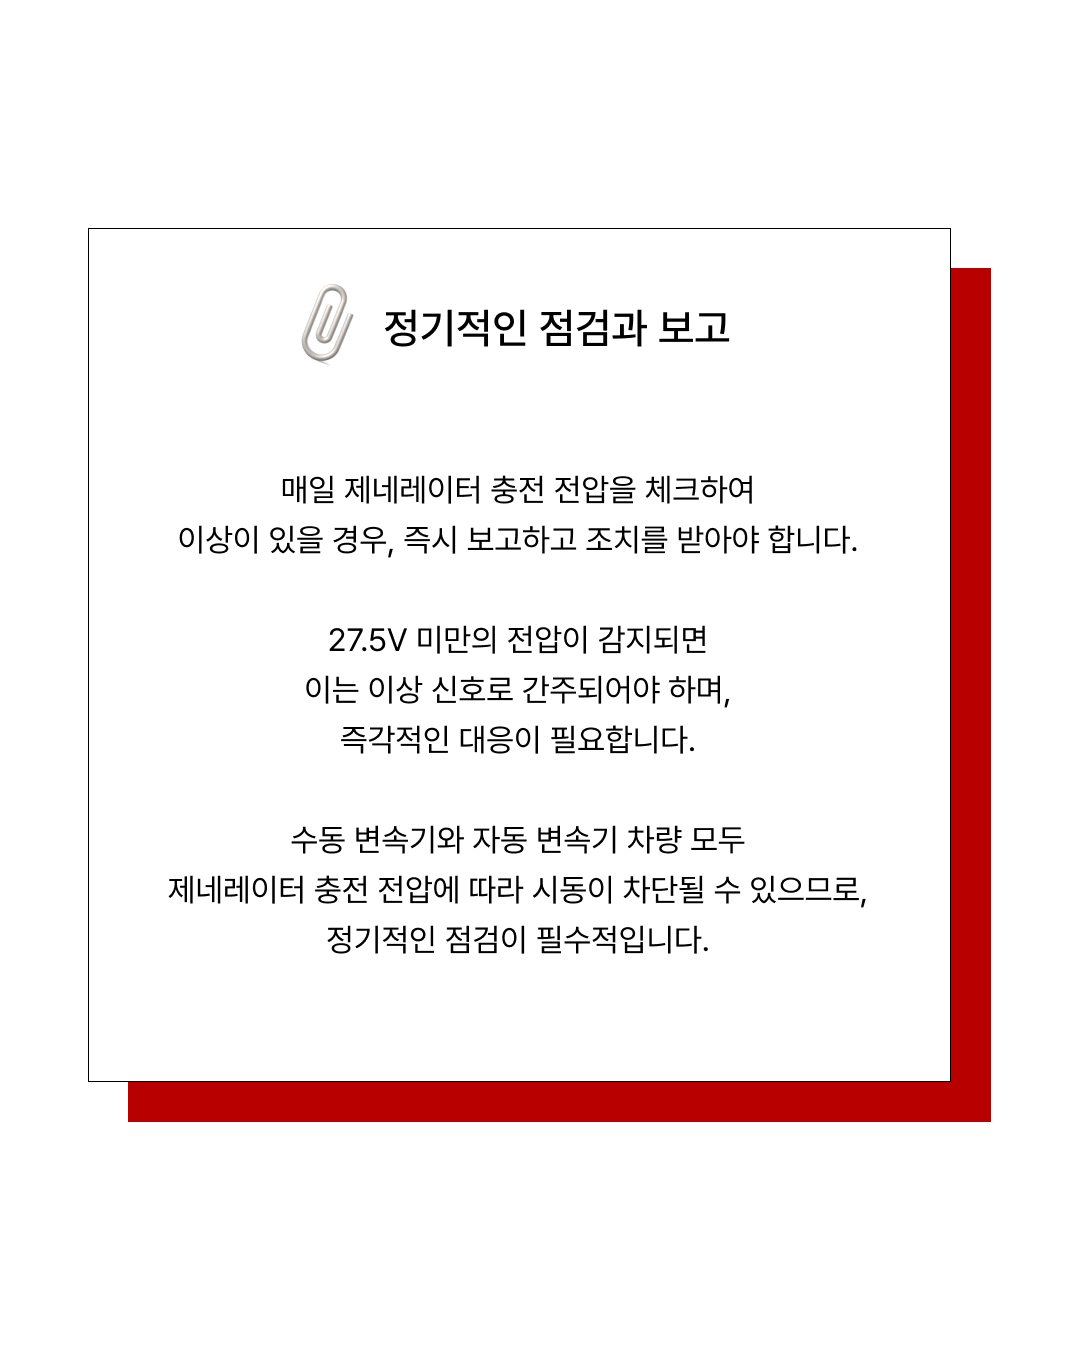 정기적인 점검과 보고
매일 제네레이터 충전 전압을 체크하여
이상이 있을 경우, 즉시 보고하고 조치를 받아야 합니다.
27.5V 미만의 전압이 감지되면
이는 이상 신호로 간주되어야 하며,
즉각적인 대응이 필요합니다.
수동 변속기와 자동 변속기 차량 모두
제네레이터 충전 전압에 따라 시동이 차단될 수 있으므로,
정기적인 점검이 필수적입니다.